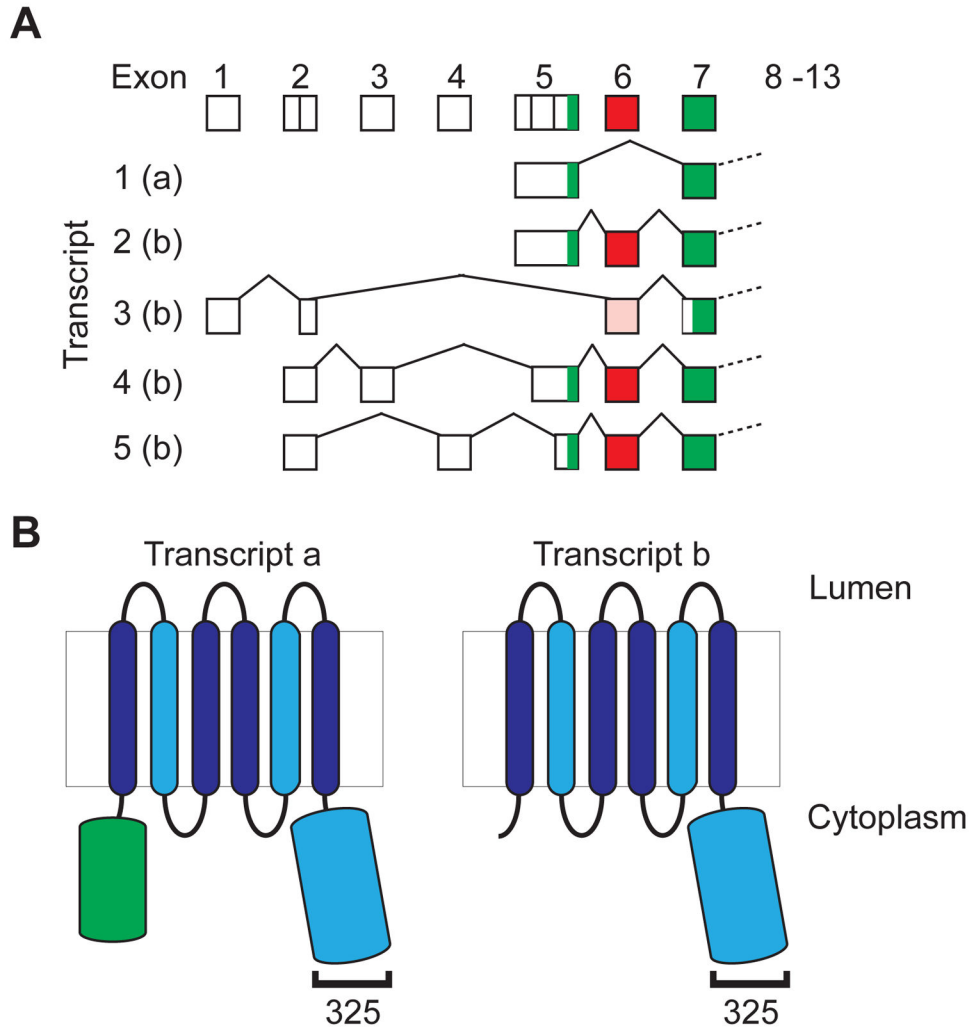 A
Exon 1 2 3 4 5 6 7 8 -13
Transcript
1 (a)
2 (b)
3 (b)
4 (b)
5 (b)
B
Transcript a Transcript b
Lumen
Cytoplasm
325 325